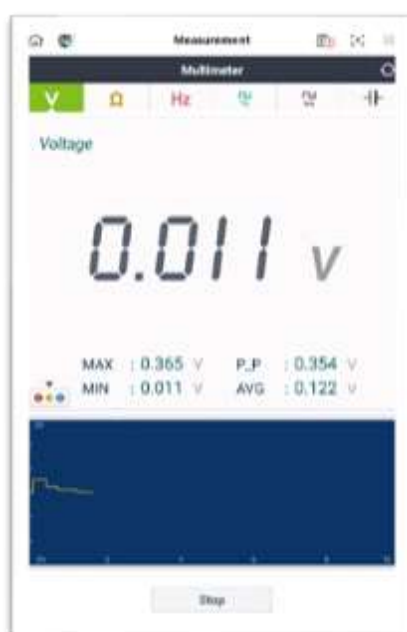 Measurement
Multimeter
V Ω Hz
Voltage
0.011 V
MAX : 0.365 V P_P : 0.354 V
MIN : 0.011 V AVG : 0.122 V
Stop